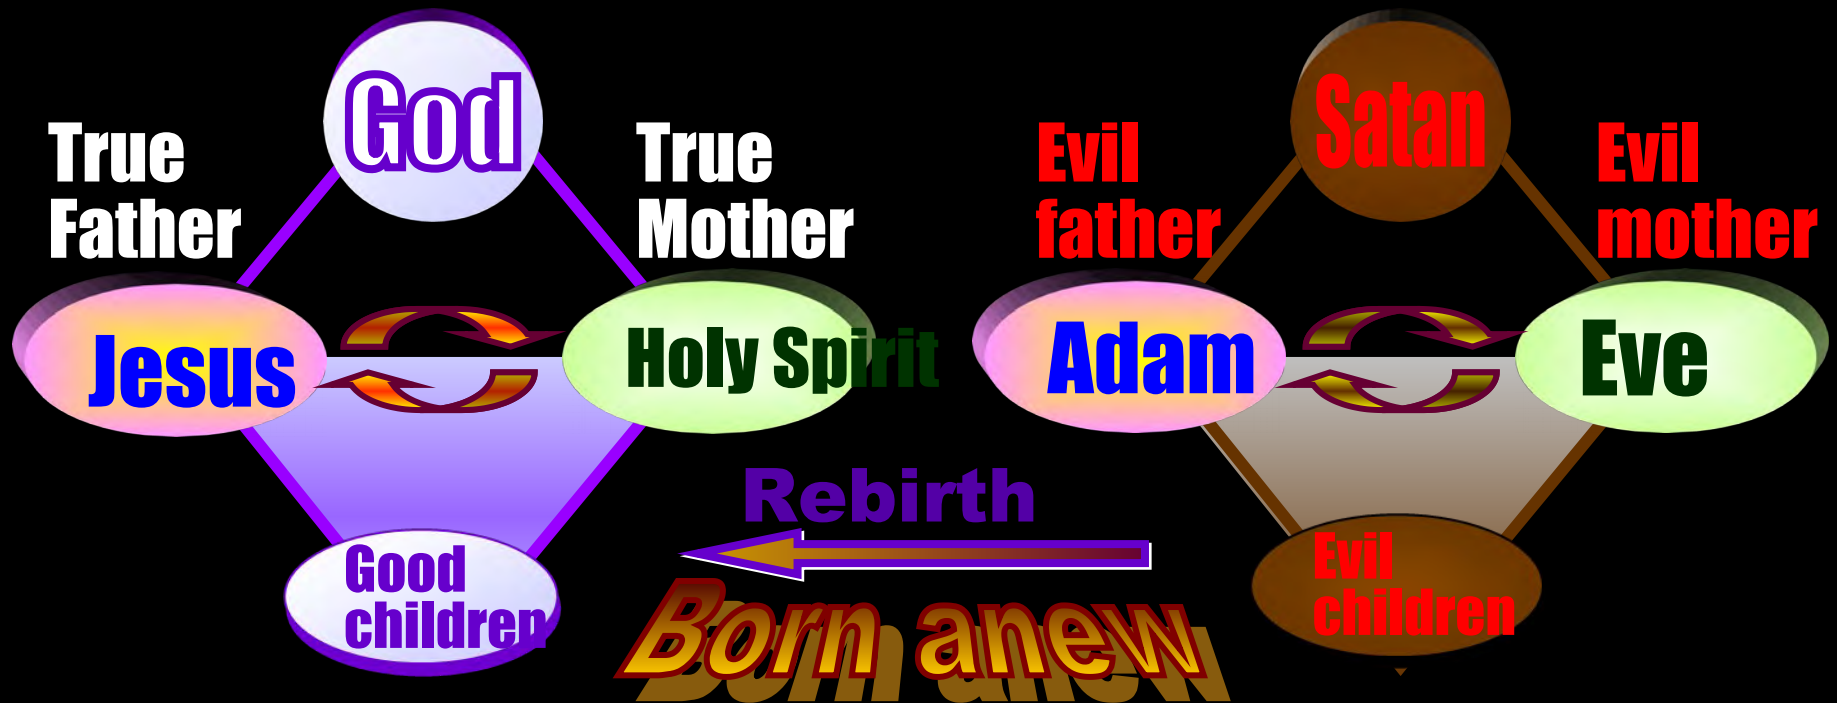 God
True
Father
True
Mother
Jesus
Holy Spirit
Good
children
Satan
Evil
father
Evil
mother
Adam
Eve
Evil
children
Rebirth
Born anew